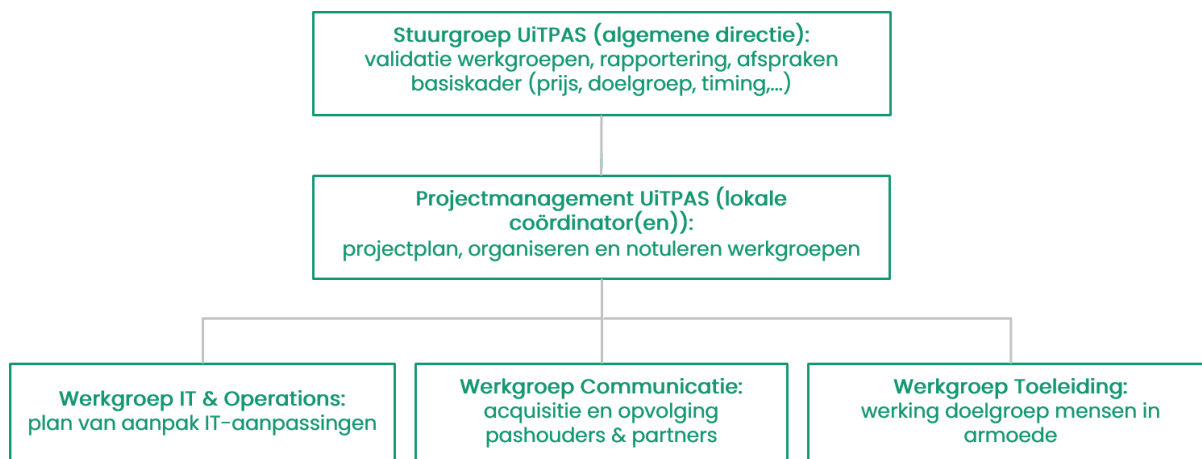 Stuurgroep UiTPAS (algemene directie):
validatie werkgroepen, rapportering, afspraken
basiskader (prijs, doelgroep, timing,...)
Projectmanagement UiTPAS (lokale
coördinator(en)):
projectplan, organiseren en notuleren werkgroepen
Werkgroep IT & Operations:
plan van aanpak IT-aanpassingen
Werkgroep Communicatie:
acquisitie en opvolging
pashouders & partners
Werkgroep Toeleiding:
werking doelgroep mensen in
armoede